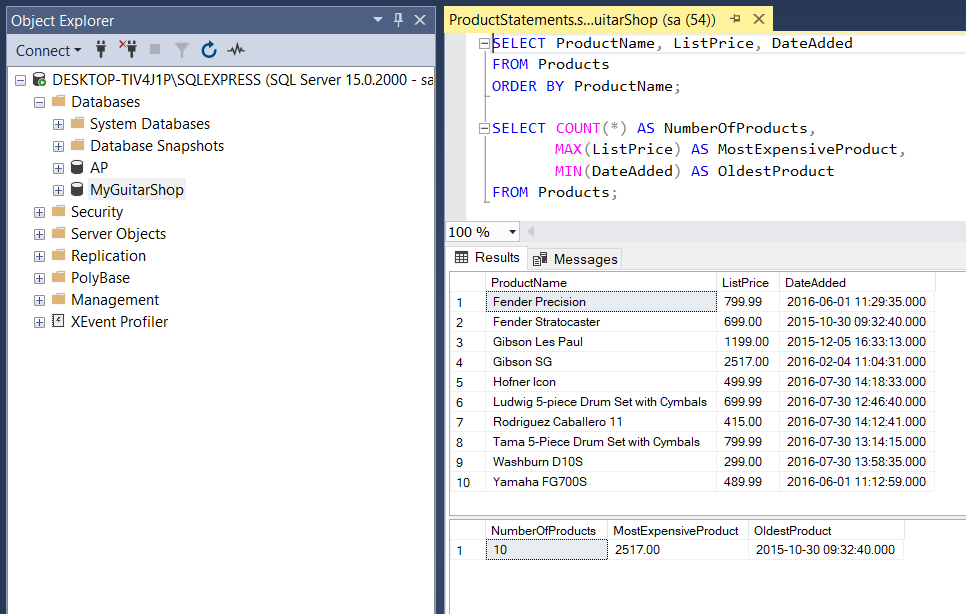 Object Explorer
Connect
DESKTOP-TIV4J1P\SQLEXPRESS (SQL Server 15.0.2000 - sa
Databases
System Databases
Database Snapshots
AP
MyGuitarShop
Security
Server Objects
Replication
PolyBase
Management
XEvent Profiler
ProductStatements.s...uitarShop (sa (54))
SELECT ProductName, ListPrice, DateAdded
FROM Products
ORDER BY ProductName;
SELECT COUNT(*) AS NumberOfProducts,
MAX(ListPrice) AS MostExpensiveProduct,
MIN(DateAdded) AS OldestProduct
FROM Products;
100 %
Results Messages
ProductName ListPrice DateAdded
1 Fender Precision 799.99 2016-06-01 11:29:35.000
2 Fender Stratocaster 699.00 2015-10-30 09:32:40.000
3 Gibson Les Paul 1199.00 2015-12-05 16:33:13.000
4 Gibson SG 2517.00 2016-02-04 11:04:31.000
5 Hofner Icon 499.99 2016-07-30 14:18:33.000
6 Ludwig 5-piece Drum Set with Cymbals 699.99 2016-07-30 12:46:40.000
7 Rodriguez Caballero 11 415.00 2016-07-30 14:12:41.000
8 Tama 5-Piece Drum Set with Cymbals 799.99 2016-07-30 13:14:15.000
9 Washburn D10S 299.00 2016-07-30 13:58:35.000
10 Yamaha FG700S 489.99 2016-06-01 11:12:59.000
NumberOfProducts MostExpensiveProduct OldestProduct
1 10 2517.00 2015-10-30 09:32:40.000